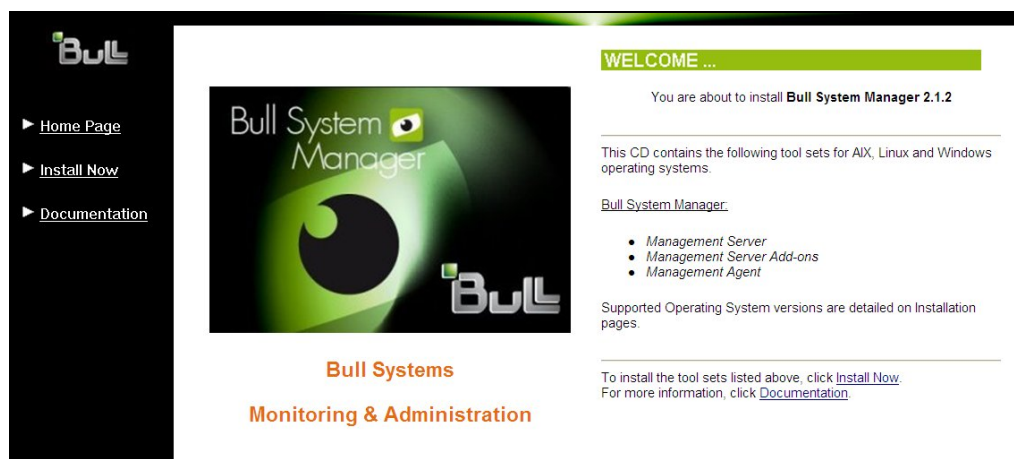 Bull
Home Page
Install Now
Documentation
Bull System
Manager
Bull
Bull Systems
Monitoring & Administration
WELCOME ...
You are about to install Bull System Manager 2.1.2
This CD contains the following tool sets for AIX, Linux and Windows
operating systems.
Bull System Manager:
● Management Server
● Management Server Add-ons
● Management Agent
Supported Operating System versions are detailed on Installation
pages.
To install the tool sets listed above, click Install Now.
For more information, click Documentation.